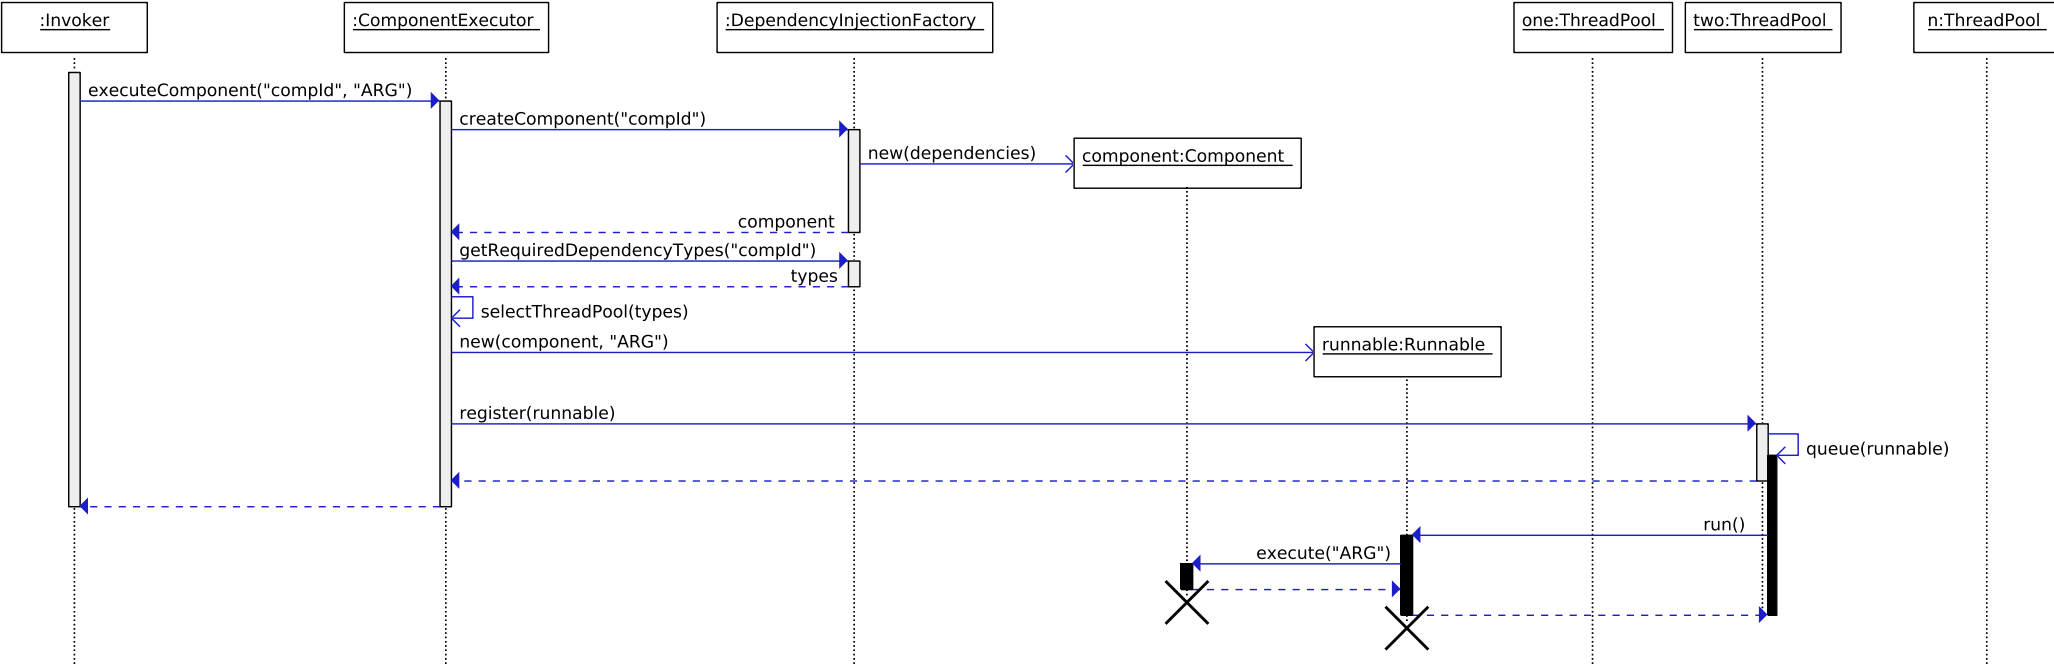 :Invoker
:ComponentExecutor
:DependencyInjectionFactory
one:ThreadPool
two:ThreadPool
n:ThreadPool
executeComponent("compId", "ARG")
createComponent("compId")
new(dependencies)
component:Component
component
getRequiredDependencyTypes("compId")
types
selectThreadPool(types)
new(component, "ARG")
runnable:Runnable
register(runnable)
queue(runnable)
run()
execute("ARG")